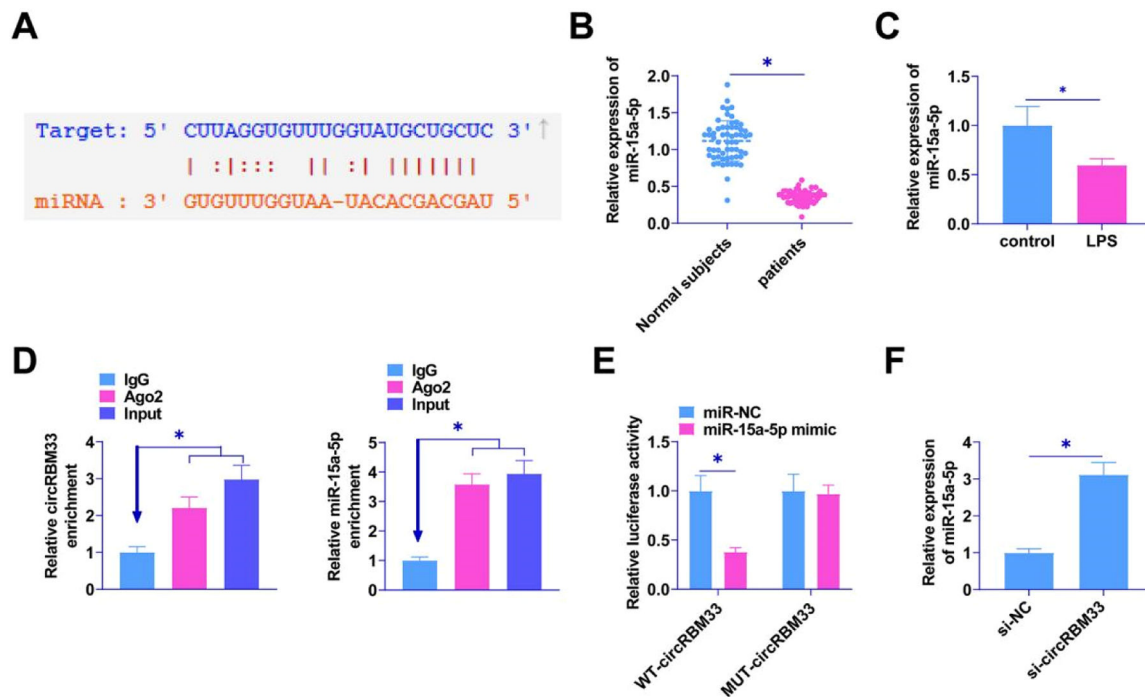 A
Target: 5' CUUAGGUGUUUGGUAUGCUGCUC 3' ↑
| :|::: || :| |||||||
miRNA : 3' GUGUUUGGUAA-UACACGACGAU 5'
B
Relative expression of
miR-15a-5p
2.0
1.5
1.0
0.5
0.0
*
Normal subjects
patients
C
Relative expression of
miR-15a-5p
1.5
1.0
0.5
0.0
*
control
LPS
D
IgG
Ago2
Input
Relative circRBM33
enrichment
4
3
2
1
0
*
IgG
Ago2
Input
Relative miR-15a-5p
enrichment
5
4
3
2
1
0
*
E
miR-NC
miR-15a-5p mimic
Relative luciferase activity
1.5
1.0
0.5
0.0
*
WT-circRBM33
MUT-circRBM33
F
Relative expression
of miR-15a-5p
4
3
2
1
0
*
si-NC
si-circRBM33